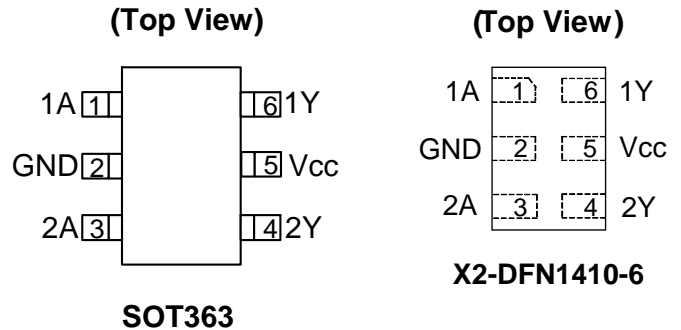 (Top View)
1A 1 6 1Y
GND 2 5 Vcc
2A 3 4 2Y
SOT363
(Top View)
1A 1 6 1Y
GND 2 5 Vcc
2A 3 4 2Y
X2-DFN1410-6